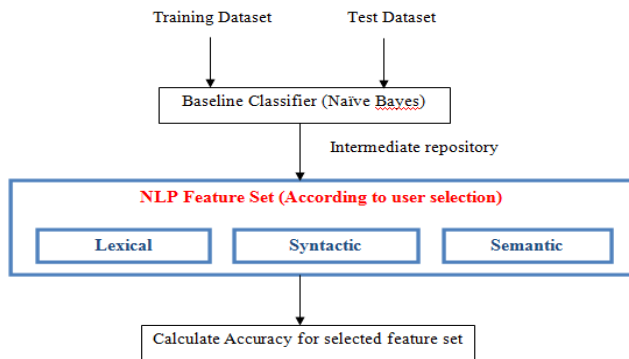 Training Dataset
Test Dataset
Baseline Classifier (Naïve Bayes)
Intermediate repository
NLP Feature Set (According to user selection)
Lexical
Syntactic
Semantic
Calculate Accuracy for selected feature set